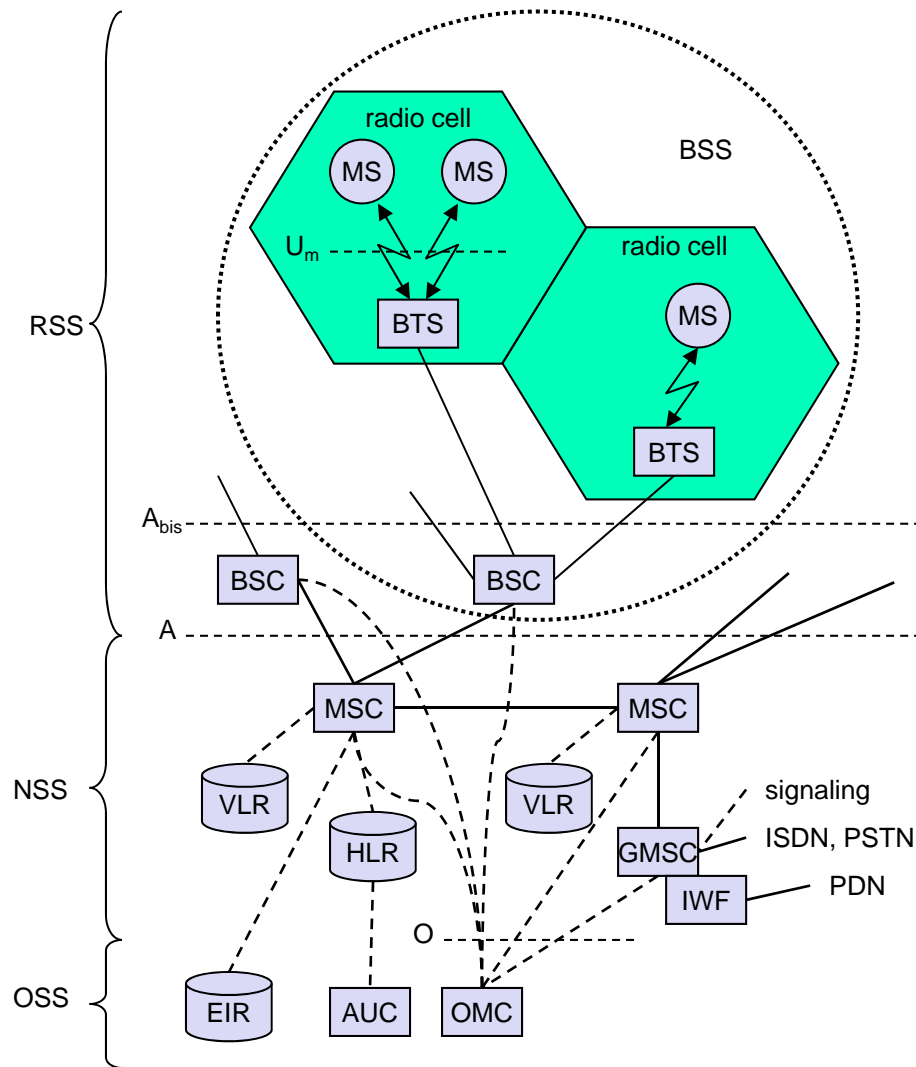 radio cell
BSS
MS
MS
radio cell
Um
MS
BTS
RSS
BTS
Abis
BSC
BSC
A
MSC
MSC
VLR
VLR
signaling
NSS
HLR
GMSC
ISDN, PSTN
IWF
PDN
O
OSS
EIR
AUC
OMC